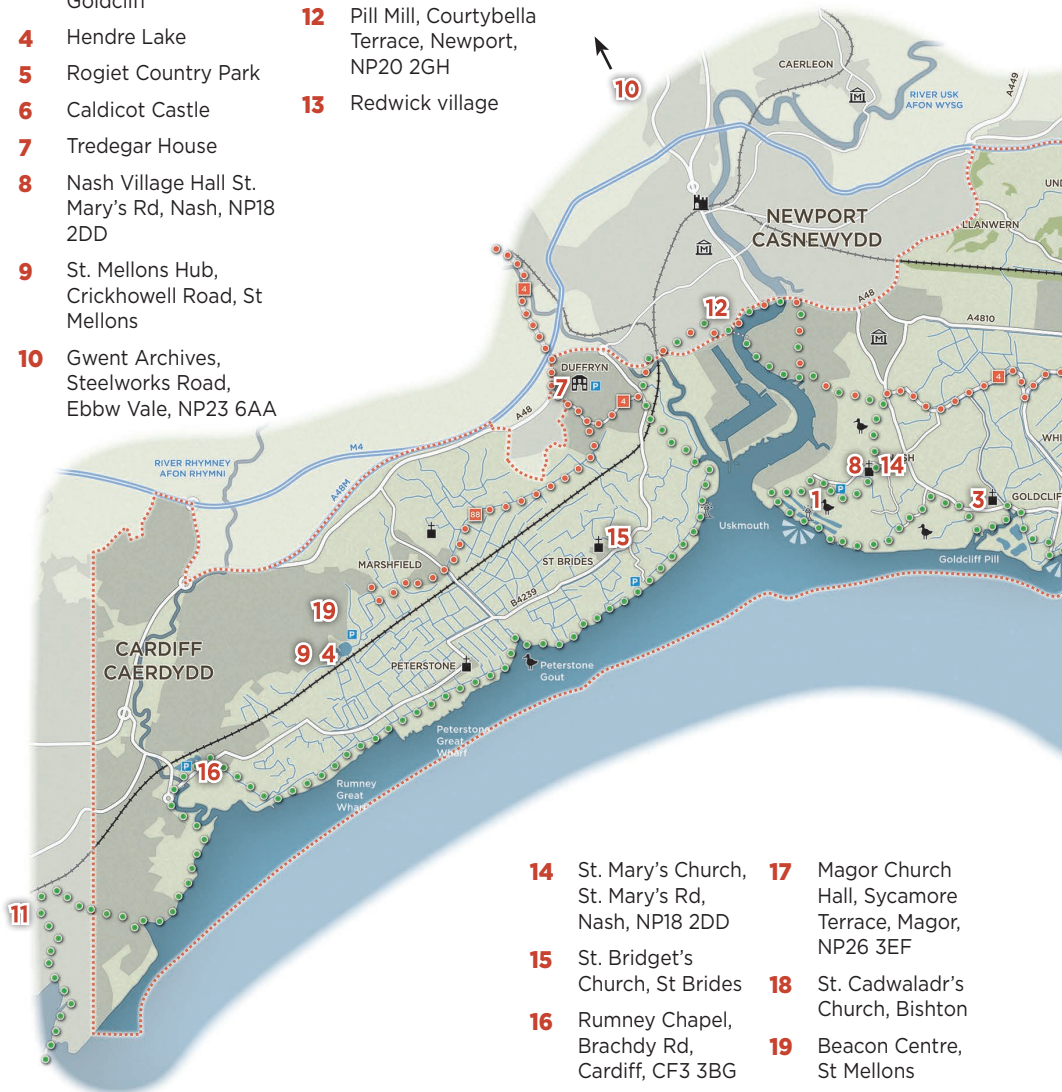 Goldcliff
4 Hendre Lake
5 Rogiet Country Park
6 Caldicot Castle
7 Tredegar House
8 Nash Village Hall St.
Mary's Rd, Nash, NP18
2DD
9 St. Mellons Hub,
Crickhowell Road, St
Mellons
10 Gwent Archives,
Steelworks Road,
Ebbw Vale, NP23 6AA
12 Pill Mill, Courtybella
Terrace, Newport,
NP20 2GH
13 Redwick village
10
CAERLEON
RIVER USK
AFON WYSG
A449
NEWPORT
CASNEWYDD
LLANWERN
A48
A4810
12
4
DUFFRYN
7
P
4
A48
M4
A48M
RIVER RHYMNEY
AFON RHYMNI
88
4
8
14
P
1
3
GOLDCLIF
Uskmouth
Goldcliff Pill
15
ST BRIDES
MARSHFIELD
B4239
P
19
P
9 4
CARDIFF
CAERDYDD
PETERSTONE
Peterstone
Gout
Peterstone
Great
Wharf
P
16
Rumney
Great
Wharf
11
14 St. Mary's Church,
St. Mary's Rd,
Nash, NP18 2DD
15 St. Bridget's
Church, St Brides
16 Rumney Chapel,
Brachdy Rd,
Cardiff, CF3 3BG
17 Magor Church
Hall, Sycamore
Terrace, Magor,
NP26 3EF
18 St. Cadwaladr's
Church, Bishton
19 Beacon Centre,
St Mellons